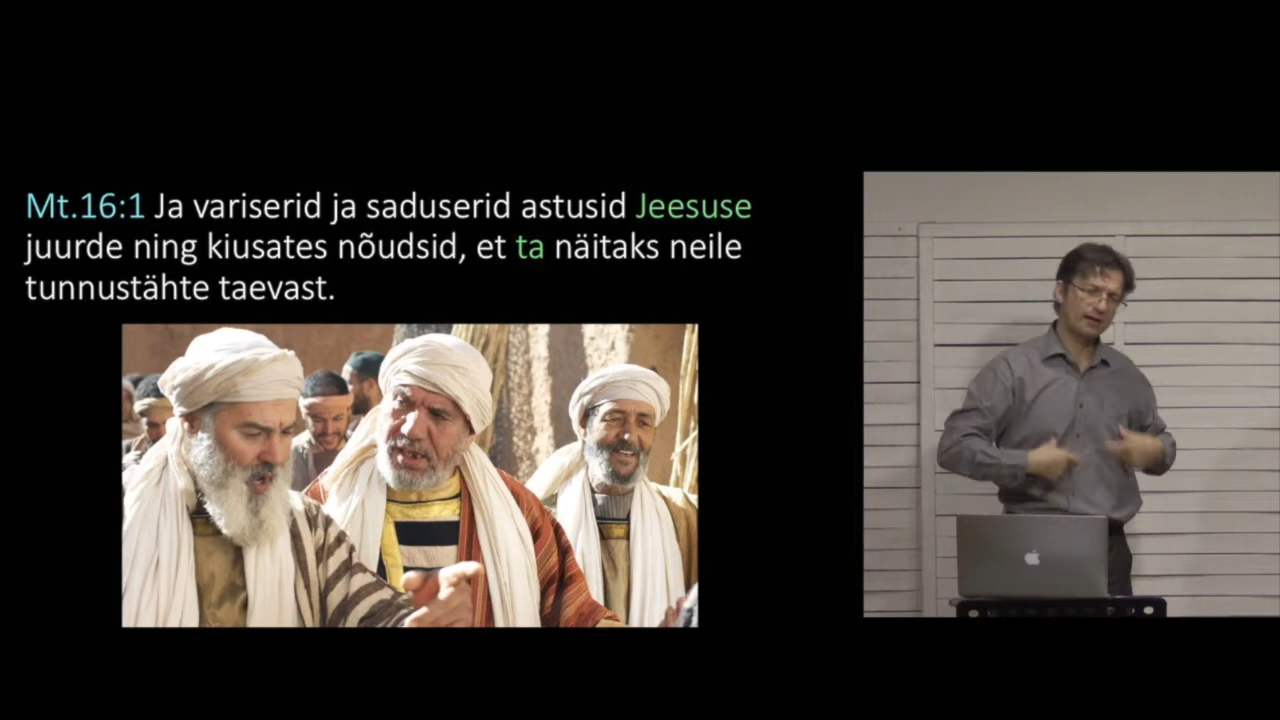 Mt.16:1 Ja variserid ja saduserid astusid Jeesuse
juurde ning kiusates nõudsid, et ta näitaks neile
tunnustähte taevast.